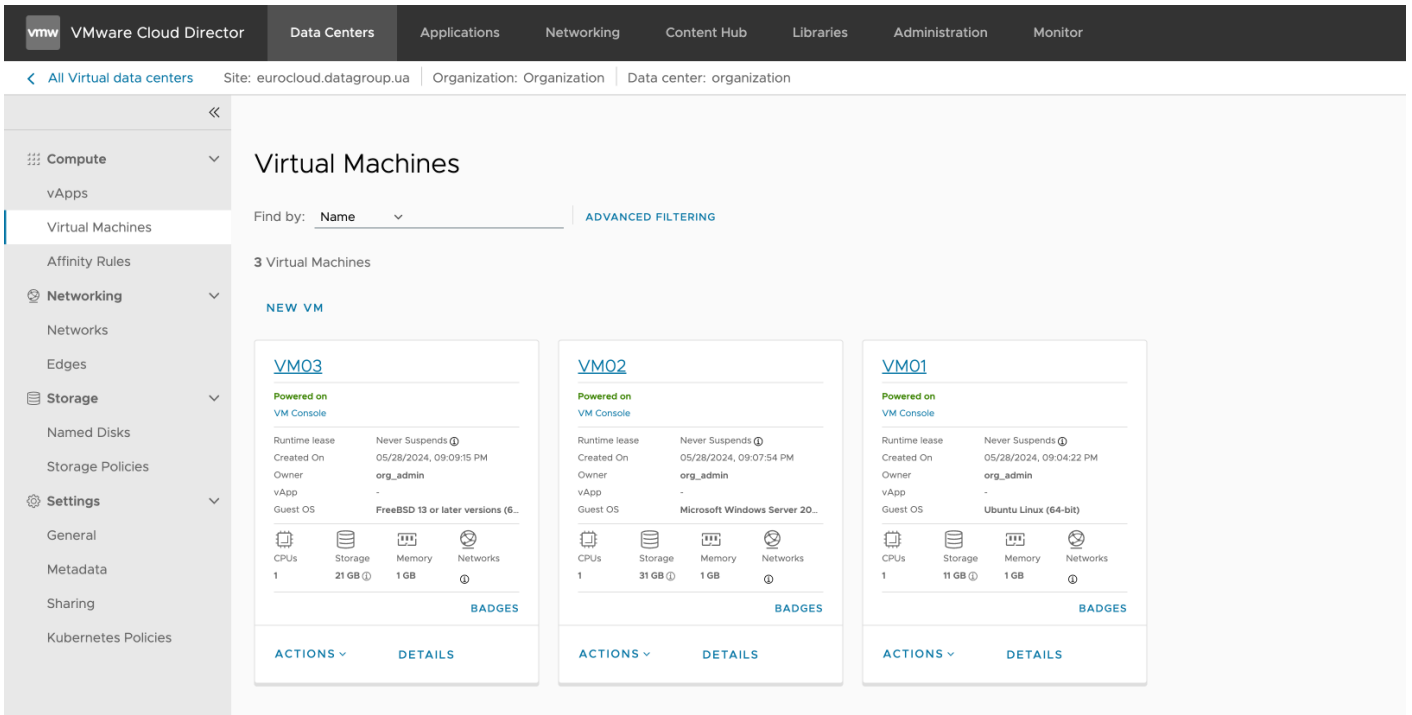 vmw VMware Cloud Director Data Centers Applications Networking Content Hub Libraries Administration Monitor
All Virtual data centers Site: eurocloud.datagroup.ua Organization: Organization Data center: organization
Compute
vApps
Virtual Machines
Affinity Rules
Networking
Networks
Edges
Storage
Named Disks
Storage Policies
Settings
General
Metadata
Sharing
Kubernetes Policies
Virtual Machines
Find by: Name ADVANCED FILTERING
3 Virtual Machines
NEW VM
VM03
Powered on
VM Console
Runtime lease Never Suspends
Created On 05/28/2024, 09:09:15 PM
Owner org_admin
vApp -
Guest OS FreeBSD 13 or later versions (6...
CPUs Storage Memory Networks
1 21 GB 1 GB
BADGES
ACTIONS DETAILS
VM02
Powered on
VM Console
Runtime lease Never Suspends
Created On 05/28/2024, 09:07:54 PM
Owner org_admin
vApp -
Guest OS Microsoft Windows Server 20...
CPUs Storage Memory Networks
1 31 GB 1 GB
BADGES
ACTIONS DETAILS
VM01
Powered on
VM Console
Runtime lease Never Suspends
Created On 05/28/2024, 09:04:22 PM
Owner org_admin
vApp -
Guest OS Ubuntu Linux (64-bit)
CPUs Storage Memory Networks
1 11 GB 1 GB
BADGES
ACTIONS DETAILS